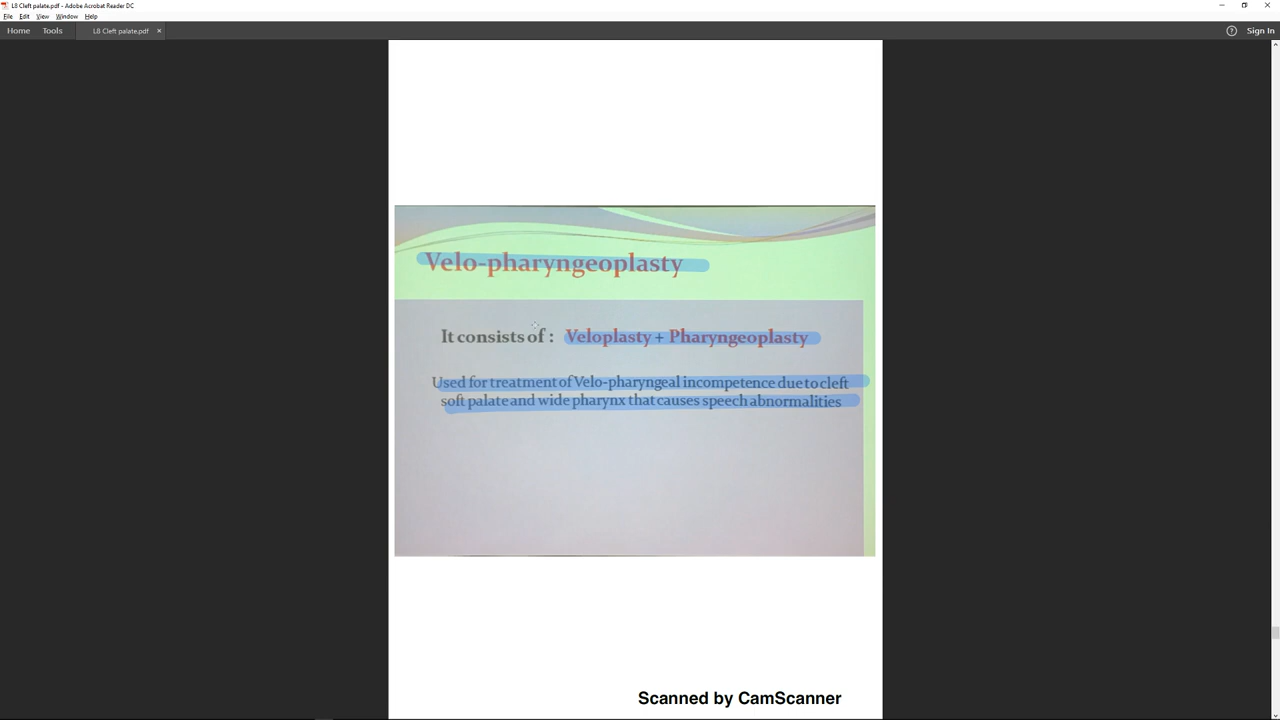 L8 Cleft palate.pdf - Adobe Acrobat Reader DC
File Edit View Window Help
Home Tools L8 Cleft palate.pdf × ? Sign In
Velo-pharyngeoplasty
It consists of : Veloplasty + Pharyngeoplasty
Used for treatment of Velo-pharyngeal incompetence due to cleft
soft palate and wide pharynx that causes speech abnormalities
Scanned by CamScanner